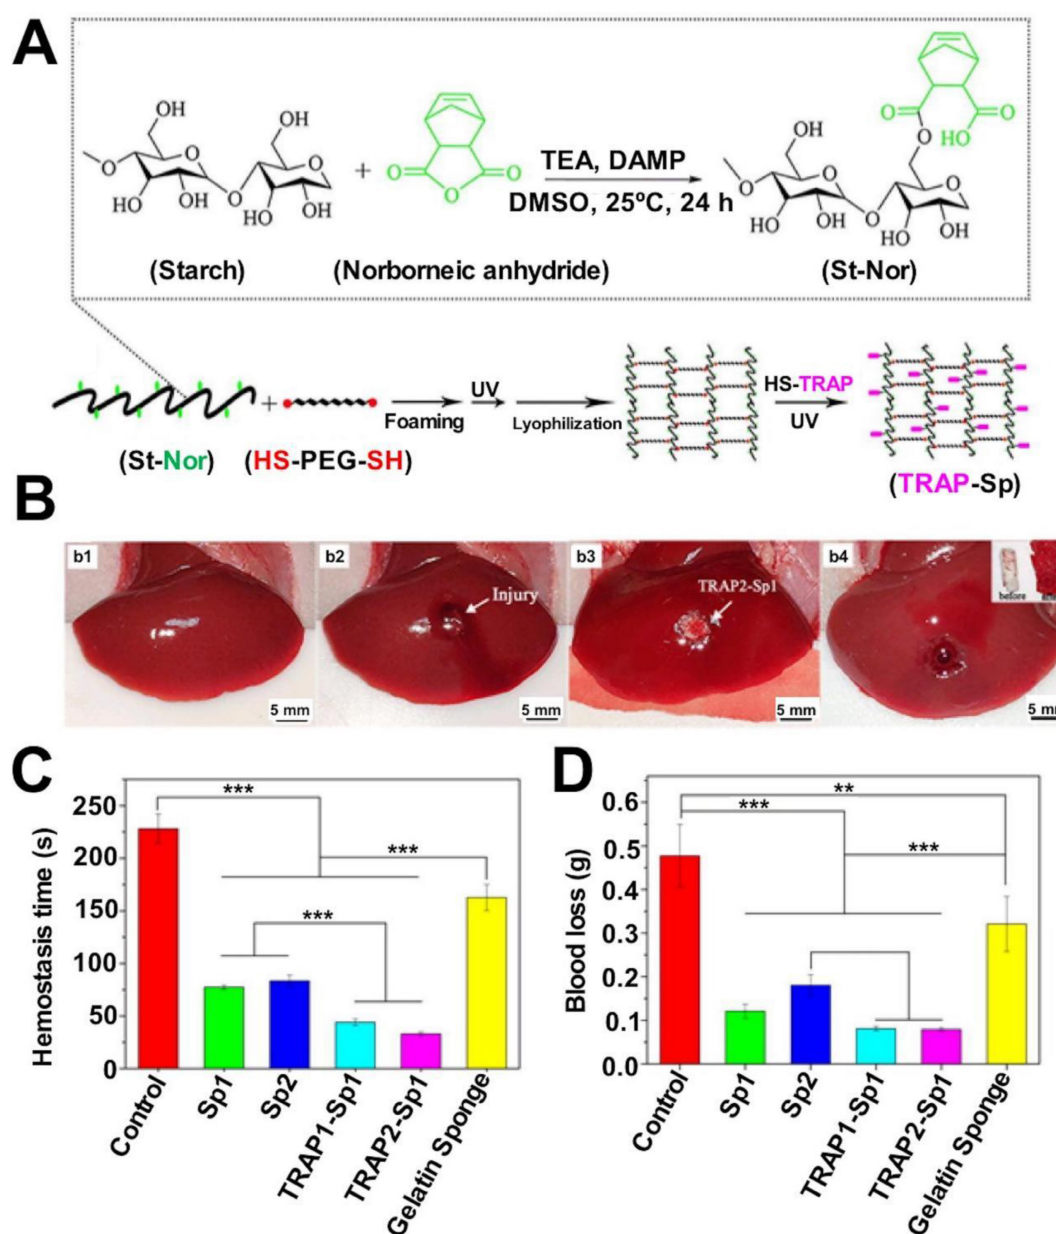 A
OH
OH
O
O
O
O
HO
OH
HO
OH
+
O
O
O
TEA, DAMP
DMSO, 25ºC, 24 h
O
O
HO
O
OH
O
O
O
HO
OH
HO
OH
(Starch)
(Norborneic anhydride)
(St-Nor)
+
Foaming
UV
Lyophilization
HS-TRAP
UV
(St-Nor)
(HS-PEG-SH)
(TRAP-Sp)
B
b1
5 mm
b2
Injury
5 mm
b3
TRAP2-Sp1
5 mm
b4
before
5 mm
C
Hemostasis time (s)
250
200
150
100
50
0
***
***
***
Control
Sp1
Sp2
TRAP1-Sp1
TRAP2-Sp1
Gelatin Sponge
D
Blood loss (g)
0.6
0.5
0.4
0.3
0.2
0.1
0.0
**
***
***
Control
Sp1
Sp2
TRAP1-Sp1
TRAP2-Sp1
Gelatin Sponge